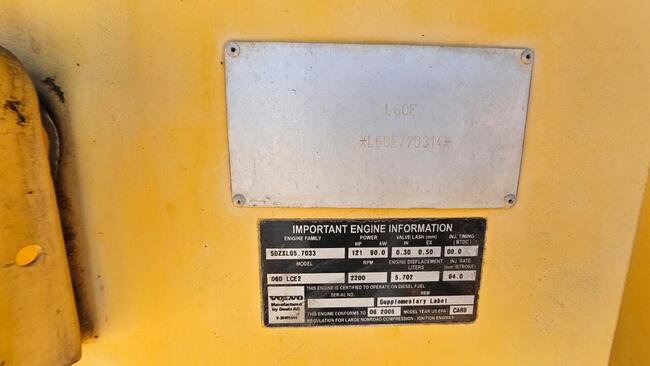 L60E
*L60E770314*
IMPORTANT ENGINE INFORMATION
ENGINE FAMILY POWER HP kW VALVE LASH (mm) IN EX INJ. TIMING (°BTDC)
5DZXL05.7033 121 90.0 0.30 0.50 00.0
MODEL RPM ENGINE DISPLACEMENT LITERS INJ. RATE (mm³/STROKE)
D6D LCE2 2200 5.702 84.0
THIS ENGINE IS CERTIFIED TO OPERATE ON DIESEL FUEL
SERIAL NO. REM
VOLVO Supplementary Label
Manufactured by Deutz AG
THIS ENGINE CONFORMS TO 06 2005 MODEL YEAR US EPA CARB
REGULATION FOR LARGE NONROAD COMPRESSION - IGNITION ENGINES